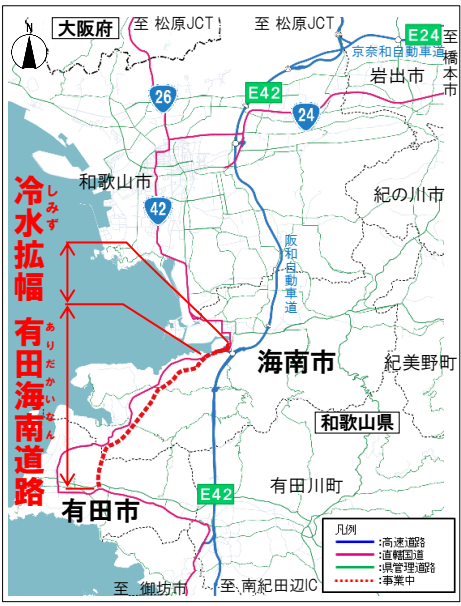 大阪府
至 松原JCT
至 松原JCT
E24
京奈和自動車道
至 橋本市
岩出市
26
E42
24
和歌山市
紀の川市
42
阪和自動車道
しみず
冷水拡幅
ありだかいなん
有田海南道路
海南市
紀美野町
和歌山県
E42
有田川町
有田市
凡例
:高速道路
:直轄国道
:県管理道路
:事業中
至 御坊市
至 南紀田辺IC